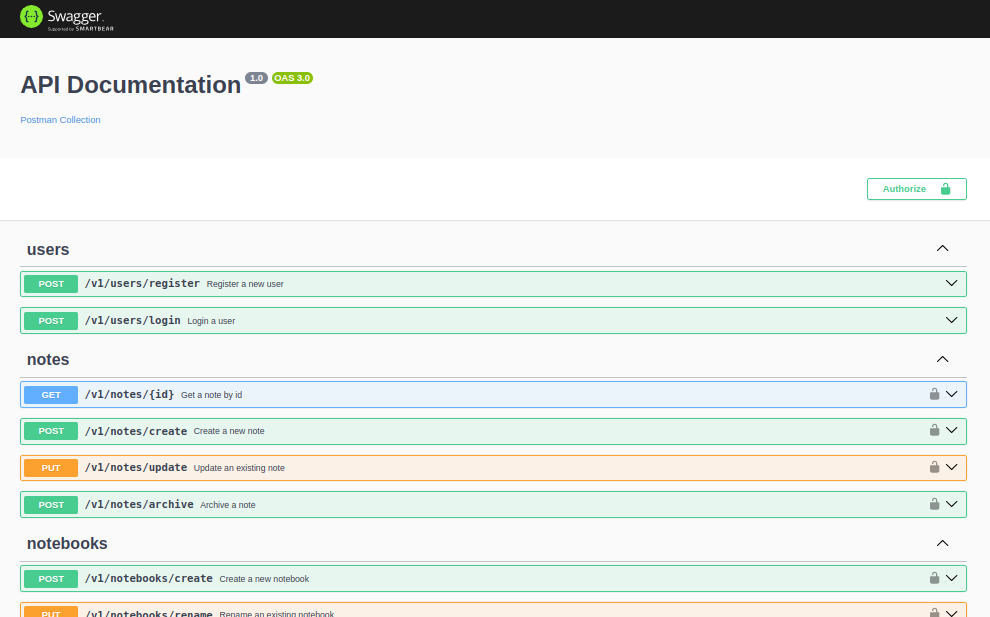 Swagger.
Supported by SMARTBEAR
API Documentation 1.0 OAS 3.0
Postman Collection
Authorize
users
POST /v1/users/register Register a new user
POST /v1/users/login Login a user
notes
GET /v1/notes/{id} Get a note by id
POST /v1/notes/create Create a new note
PUT /v1/notes/update Update an existing note
POST /v1/notes/archive Archive a note
notebooks
POST /v1/notebooks/create Create a new notebook
PUT /v1/notebooks/rename Rename an existing notebook